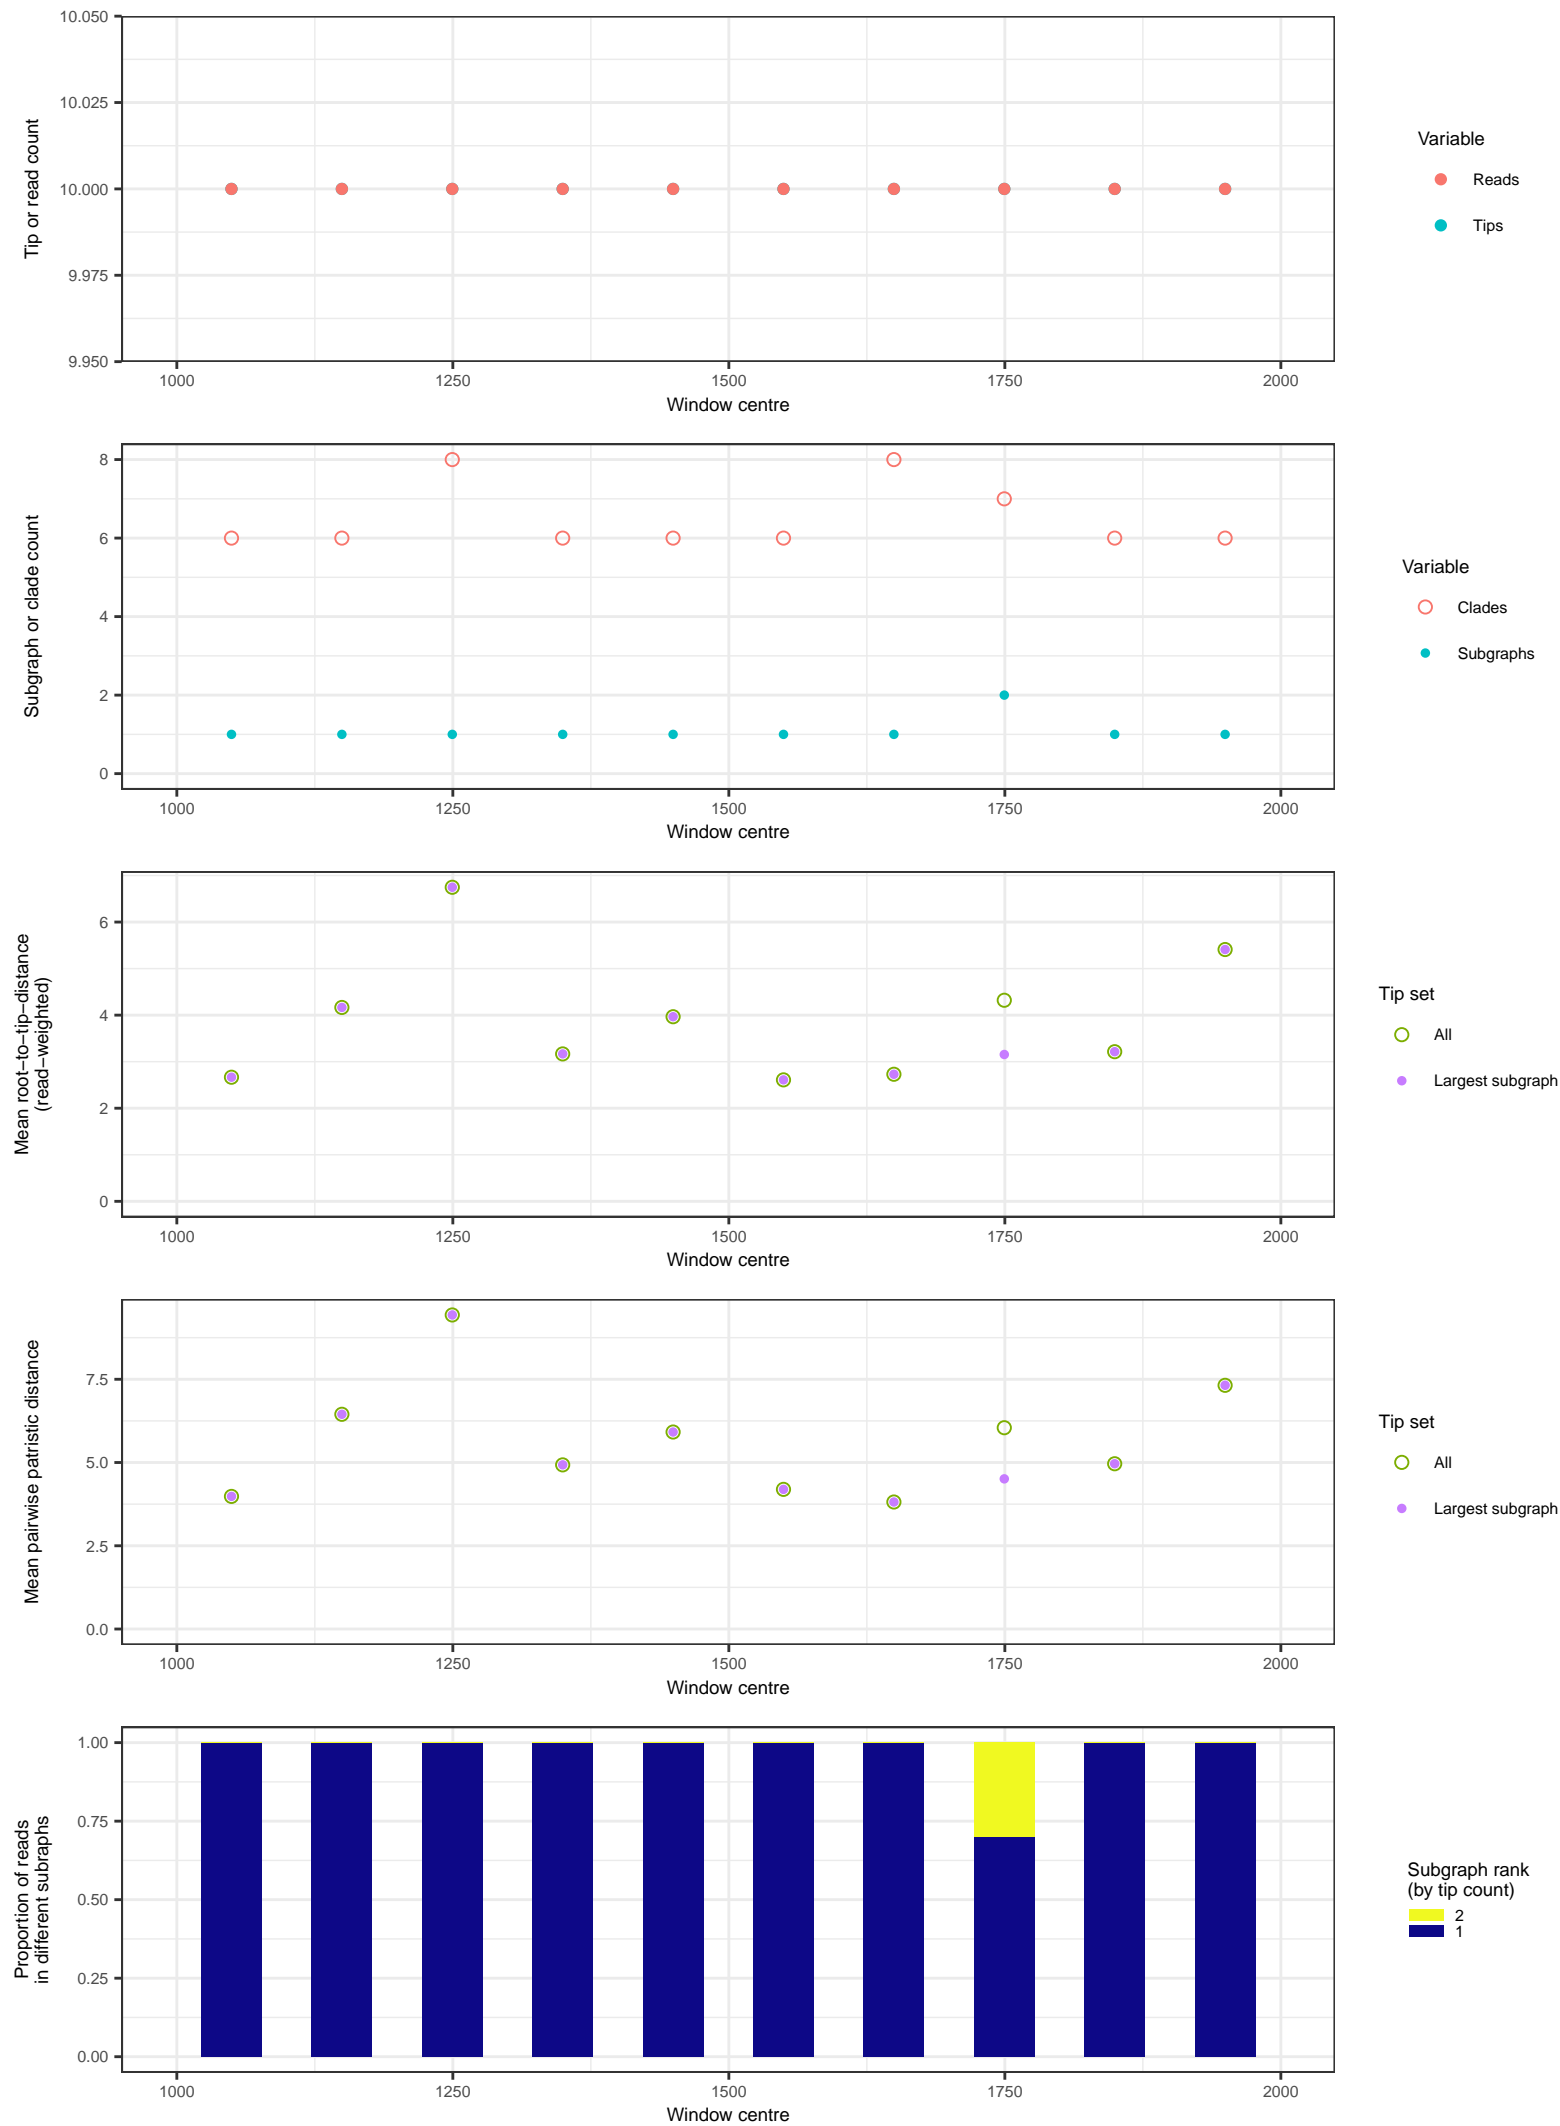 10.050
10.025
10.000
9.975
9.950
Tip or read count
1000 1250 1500 1750 2000
Window centre
Variable
Reads
Tips
8
6
4
2
0
Subgraph or clade count
1000 1250 1500 1750 2000
Window centre
Variable
Clades
Subgraphs
6
4
2
0
Mean root−to−tip−distance
(read−weighted)
1000 1250 1500 1750 2000
Window centre
Tip set
All
Largest subgraph
7.5
5.0
2.5
0.0
Mean pairwise patristic distance
1000 1250 1500 1750 2000
Window centre
Tip set
All
Largest subgraph
1.00
0.75
0.50
0.25
0.00
Proportion of reads
in different subraphs
1000 1250 1500 1750 2000
Window centre
Subgraph rank
(by tip count)
2
1